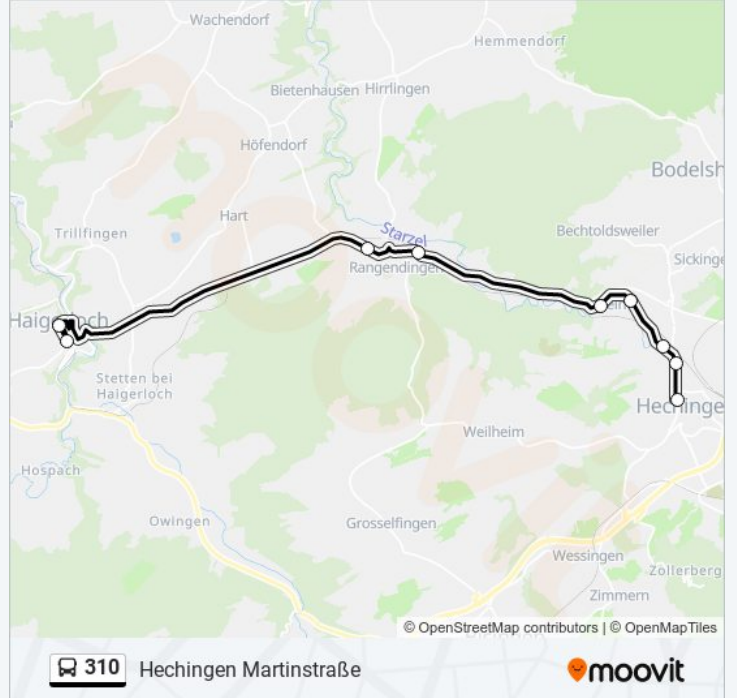 Wachendorf
Hemmendorf
Bietenhausen
Hirrlingen
Höfendorf
Bodelsh
Hart
Trillfingen
Starzel
Bechtoldsweiler
Rangendingen
Sickinge
Haigerloch
Stetten bei
Haigerloch
Hechinge
Weilheim
Hospach
Owingen
Grosselfingen
Wessingen
Zollerberg
Zimmern
© OpenStreetMap contributors | © OpenMapTiles
310 Hechingen Martinstraße
moovit